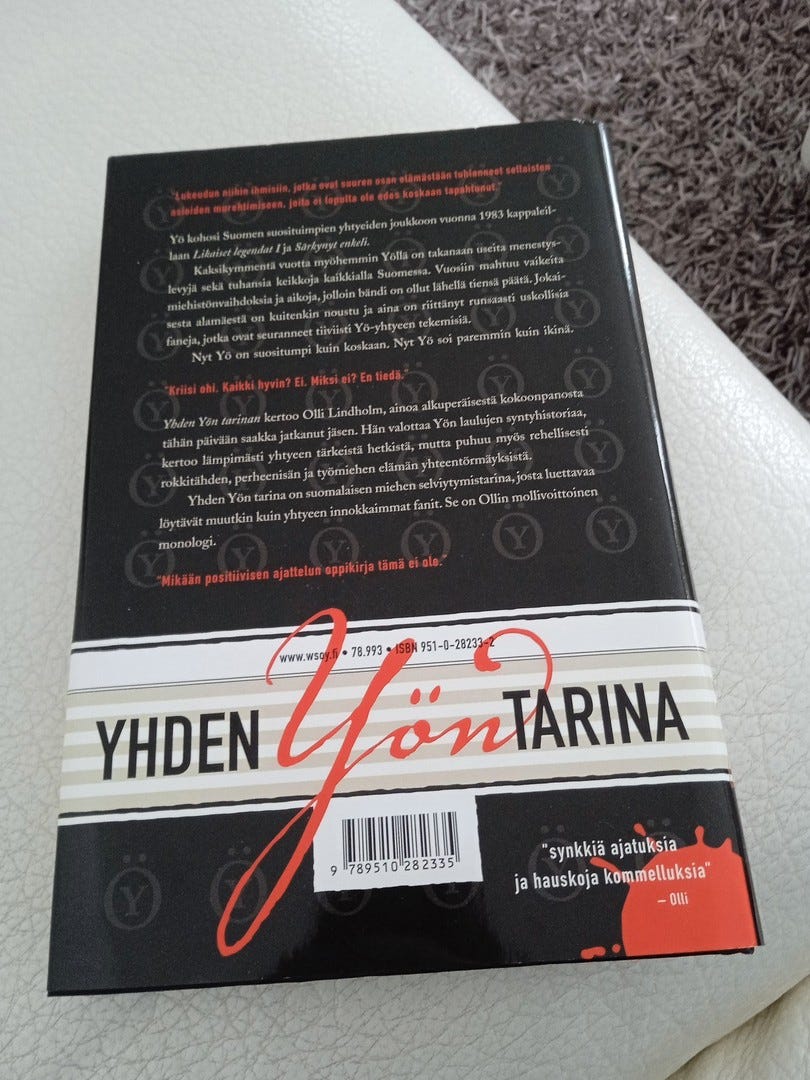 "Lukeudun niihin ihmisiin, jotka ovat suuren osan elämästään tuhlanneet sellaisten
asioiden murehtimiseen, joita ei lopulta ole edes koskaan tapahtunut."
Yö kohosi Suomen suosituimpien yhtyeiden joukkoon vuonna 1983 kappaleil-
laan Likaiset legendat I ja Särkynyt enkeli.
Kaksikymmentä vuotta myöhemmin Yöllä on takanaan useita menestys-
levyjä sekä tuhansia keikkoja kaikkialla Suomessa. Vuosiin mahtuu vaikeita
miehistönvaihdoksia ja aikoja, jolloin bändi on ollut lähellä tiensä päätä. Jokai-
sesta alamäestä on kuitenkin noustu ja aina on riittänyt runsaasti uskollisia
faneja, jotka ovat seuranneet tiiviisti Yö-yhtyeen tekemisiä.
Nyt Yö on suositumpi kuin koskaan. Nyt Yö soi paremmin kuin ikinä.
"Kriisi ohi. Kaikki hyvin? Ei. Miksi ei? En tiedä."
Yhden Yön tarinan kertoo Olli Lindholm, ainoa alkuperäisestä kokoonpanosta
tähän päivään saakka jatkanut jäsen. Hän valottaa Yön laulujen syntyhistoriaa,
kertoo lämpimästi yhtyeen tärkeistä hetkistä, mutta puhuu myös rehellisesti
rokkitähden, perheenisän ja työmiehen elämän yhteentörmäyksistä.
Yhden Yön tarina on suomalaisen miehen selviytymistarina, josta luettavaa
löytävät muutkin kuin yhtyeen innokkaimmat fanit. Se on Ollin mollivoittoinen
monologi.
"Mikään positiivisen ajattelun oppikirja tämä ei ole."
www.wsoy.fi • 78.993 • ISBN 951-0-28233-2
YHDEN Yön TARINA
9 789510 282335
"synkkiä ajatuksia
ja hauskoja kommelluksia"
– Olli